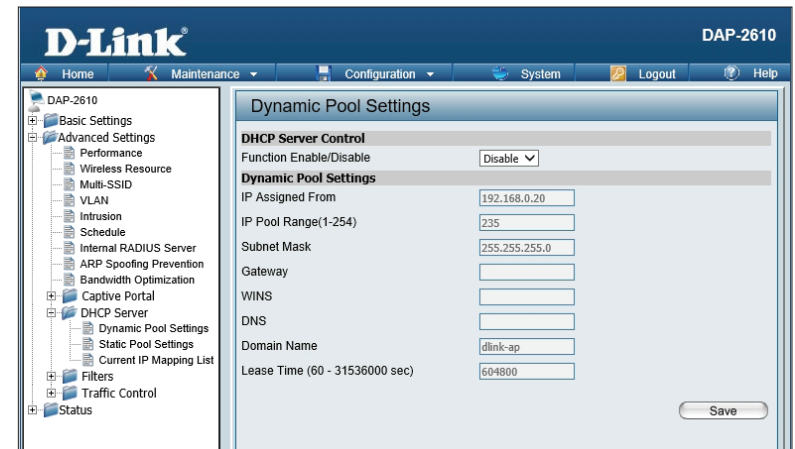 D-Link®
DAP-2610
Home Maintenance Configuration System Logout Help
DAP-2610
Basic Settings
Advanced Settings
Performance
Wireless Resource
Multi-SSID
VLAN
Intrusion
Schedule
Internal RADIUS Server
ARP Spoofing Prevention
Bandwidth Optimization
Captive Portal
DHCP Server
Dynamic Pool Settings
Static Pool Settings
Current IP Mapping List
Filters
Traffic Control
Status
Dynamic Pool Settings
DHCP Server Control
Function Enable/Disable Disable
Dynamic Pool Settings
IP Assigned From 192.168.0.20
IP Pool Range(1-254) 235
Subnet Mask 255.255.255.0
Gateway
WINS
DNS
Domain Name dlink-ap
Lease Time (60 - 31536000 sec) 604800
Save